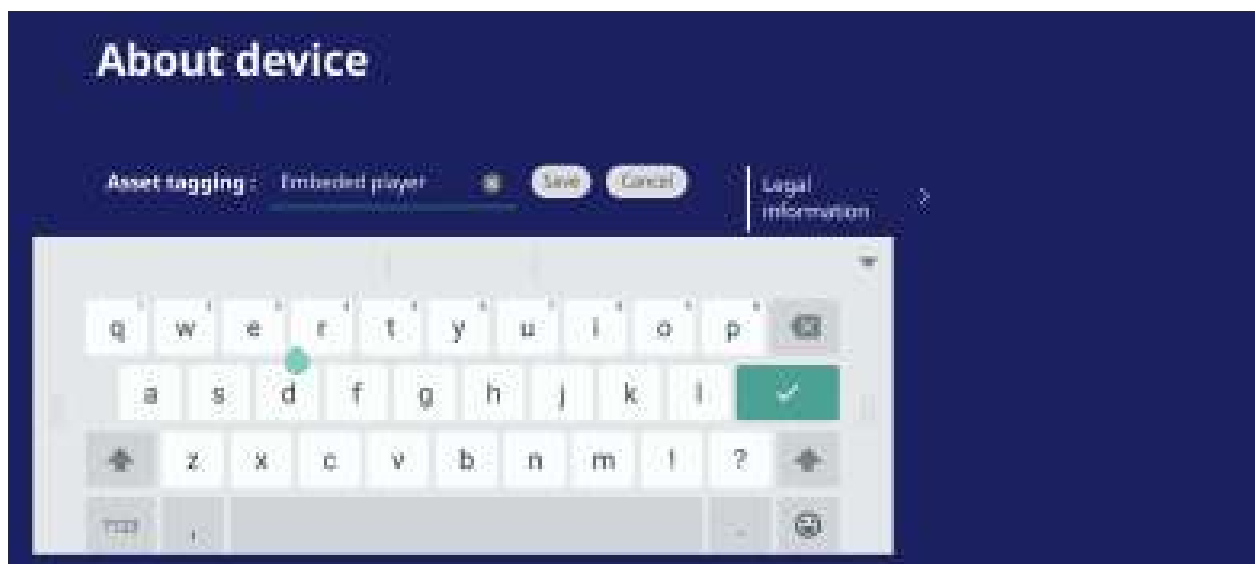 About device
Asset tagging : Embeded player Save Cancel
Legal
information
q w e r t y u i o p
a s d f g h j k l
z x c v b n m ! ?
, .